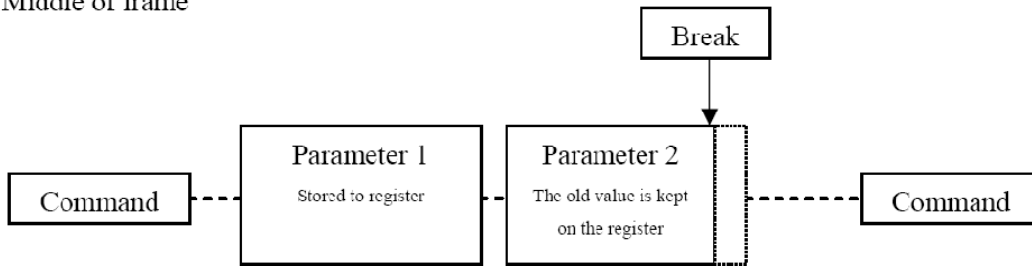 Middle of frame
Break
Parameter 1
Stored to register
Parameter 2
The old value is kept
on the register
Command
Command